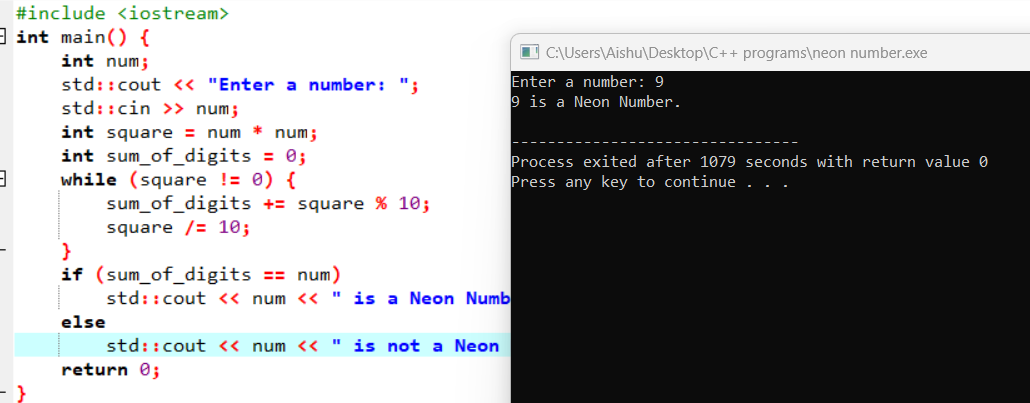 #include <iostream>
int main() {
int num;
std::cout << "Enter a number: ";
std::cin >> num;
int square = num * num;
int sum_of_digits = 0;
while (square != 0) {
sum_of_digits += square % 10;
square /= 10;
}
if (sum_of_digits == num)
std::cout << num << " is a Neon Numb
else
std::cout << num << " is not a Neon
return 0;
}
C:\Users\Aishu\Desktop\C++ programs\neon number.exe
Enter a number: 9
9 is a Neon Number.
--------------------------------
Process exited after 1079 seconds with return value 0
Press any key to continue . . .